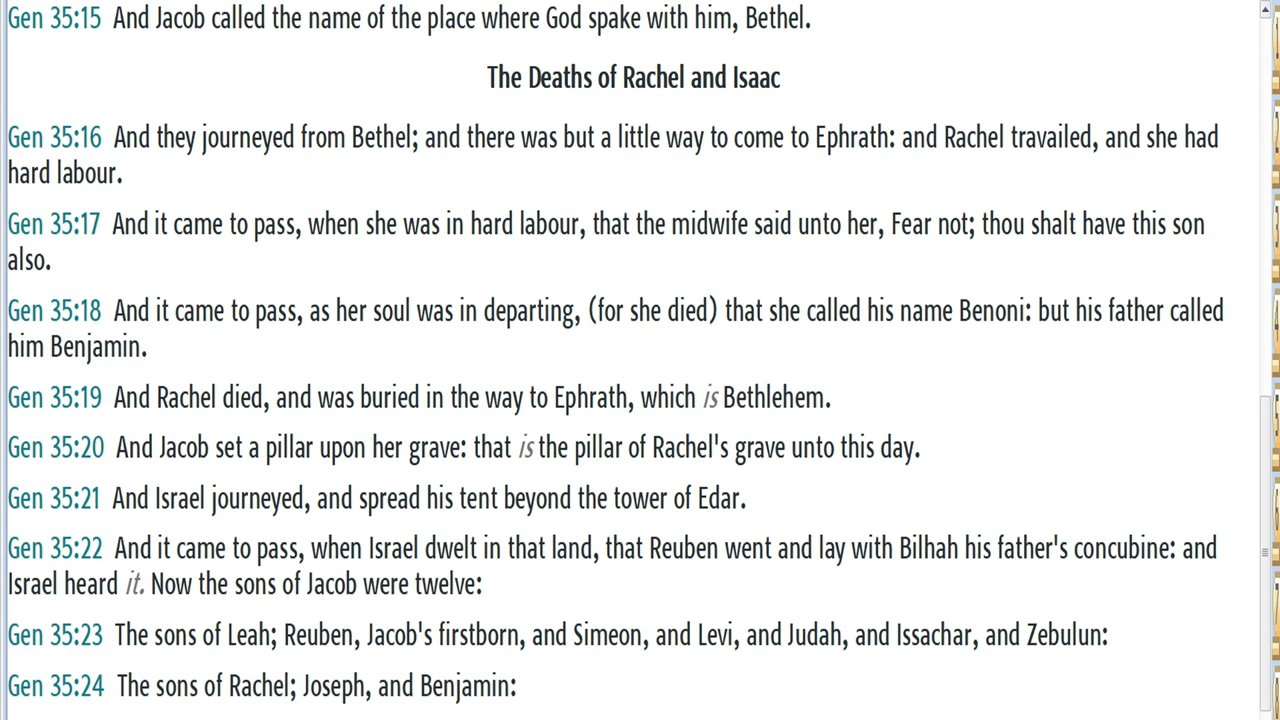 Gen 35:15 And Jacob called the name of the place where God spake with him, Bethel.
The Deaths of Rachel and Isaac
Gen 35:16 And they journeyed from Bethel; and there was but a little way to come to Ephrath: and Rachel travailed, and she had
hard labour.
Gen 35:17 And it came to pass, when she was in hard labour, that the midwife said unto her, Fear not; thou shalt have this son
also.
Gen 35:18 And it came to pass, as her soul was in departing, (for she died) that she called his name Benoni: but his father called
him Benjamin.
Gen 35:19 And Rachel died, and was buried in the way to Ephrath, which is Bethlehem.
Gen 35:20 And Jacob set a pillar upon her grave: that is the pillar of Rachel's grave unto this day.
Gen 35:21 And Israel journeyed, and spread his tent beyond the tower of Edar.
Gen 35:22 And it came to pass, when Israel dwelt in that land, that Reuben went and lay with Bilhah his father's concubine: and
Israel heard it. Now the sons of Jacob were twelve:
Gen 35:23 The sons of Leah; Reuben, Jacob's firstborn, and Simeon, and Levi, and Judah, and Issachar, and Zebulun:
Gen 35:24 The sons of Rachel; Joseph, and Benjamin: